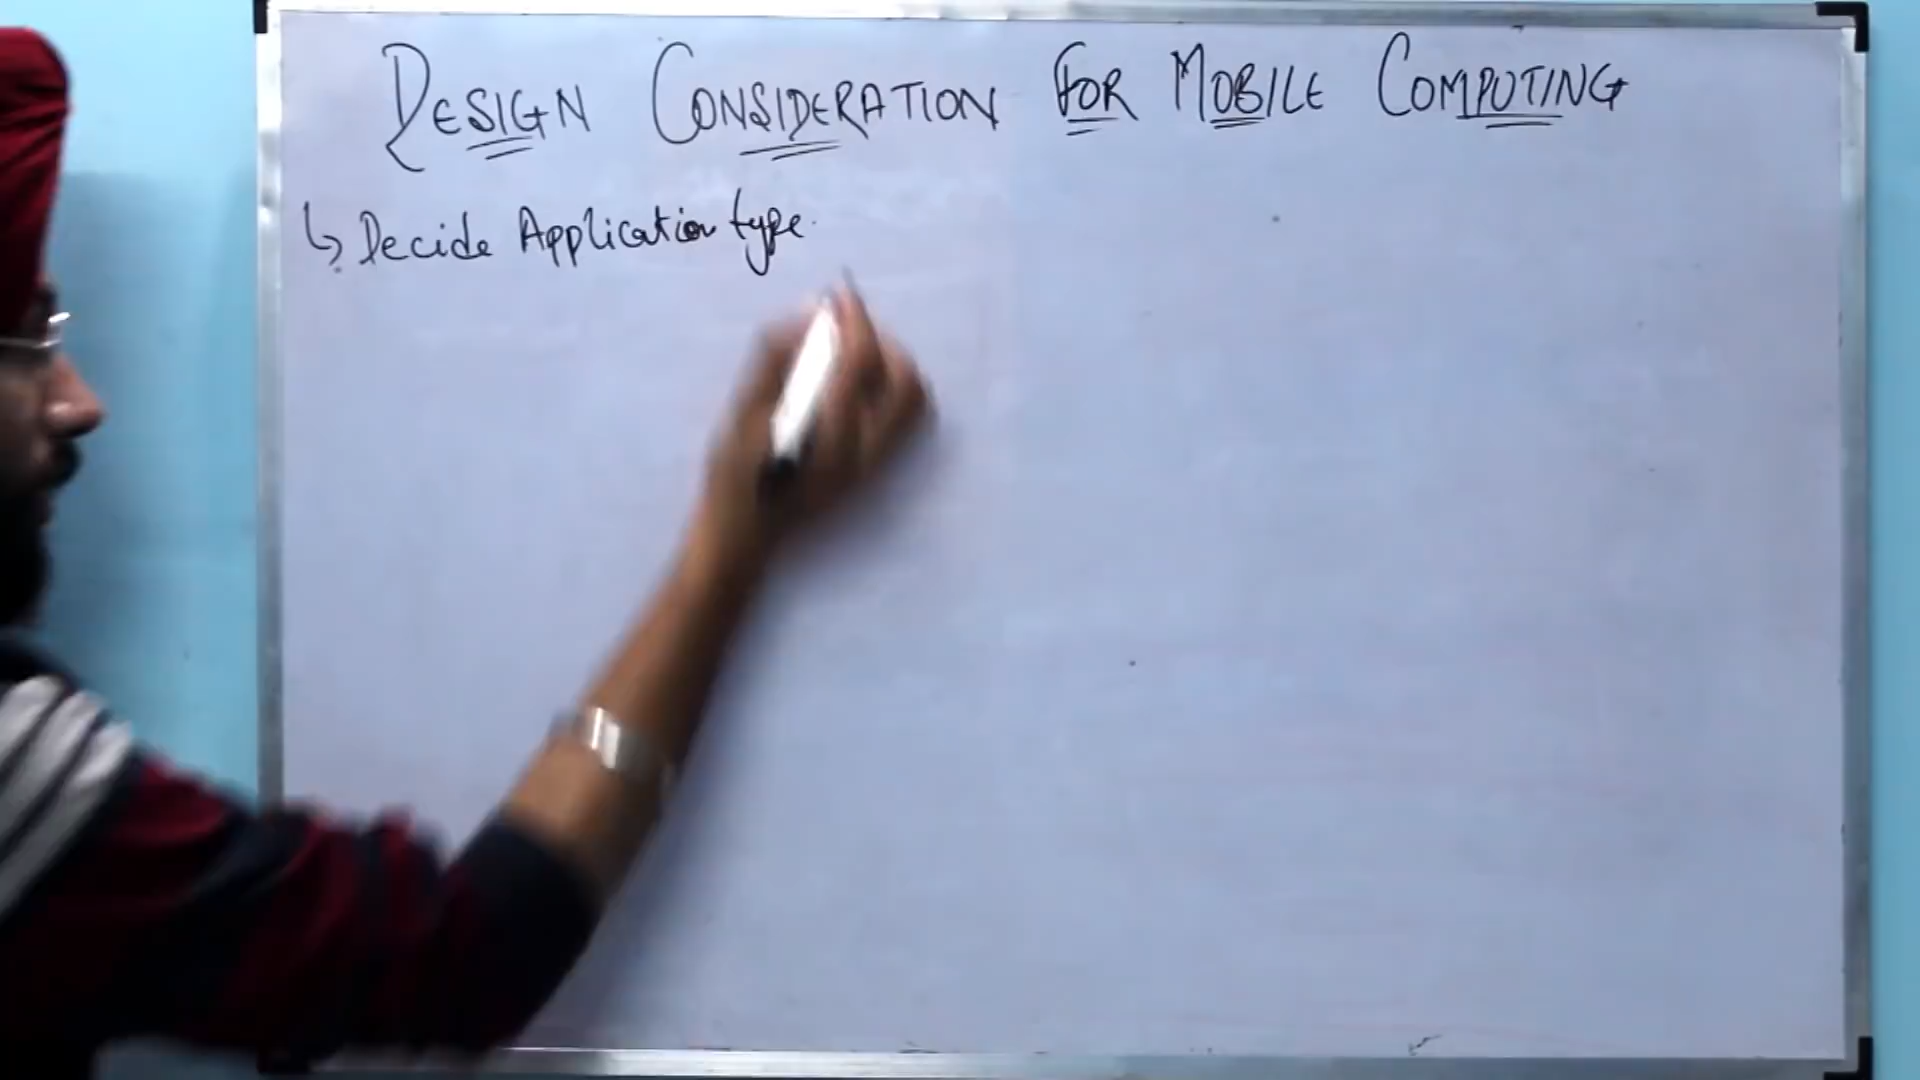 DESIGN CONSIDERATION FOR MOBILE COMPUTING
↳ Decide Application type.